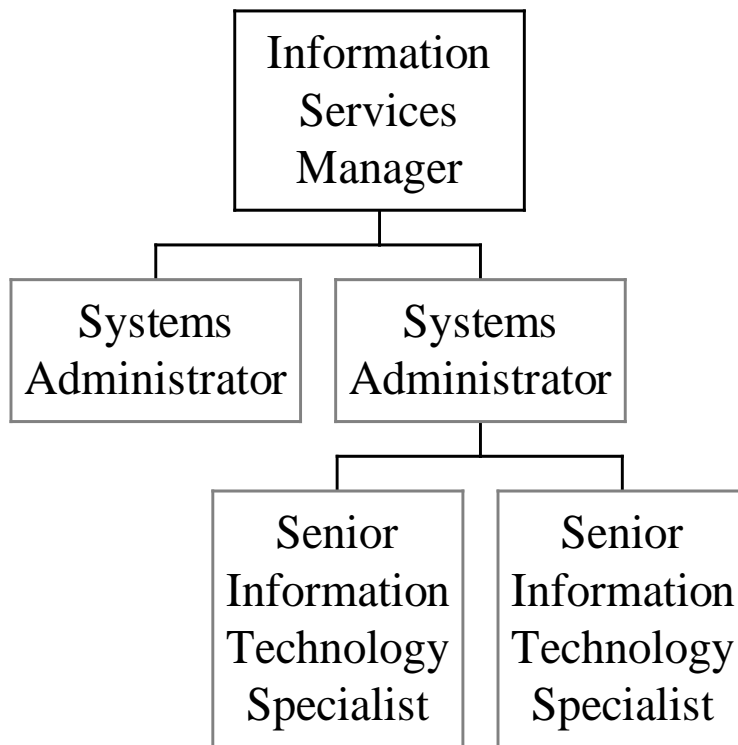 Information
Services
Manager
Systems
Administrator
Systems
Administrator
Senior
Information
Technology
Specialist
Senior
Information
Technology
Specialist